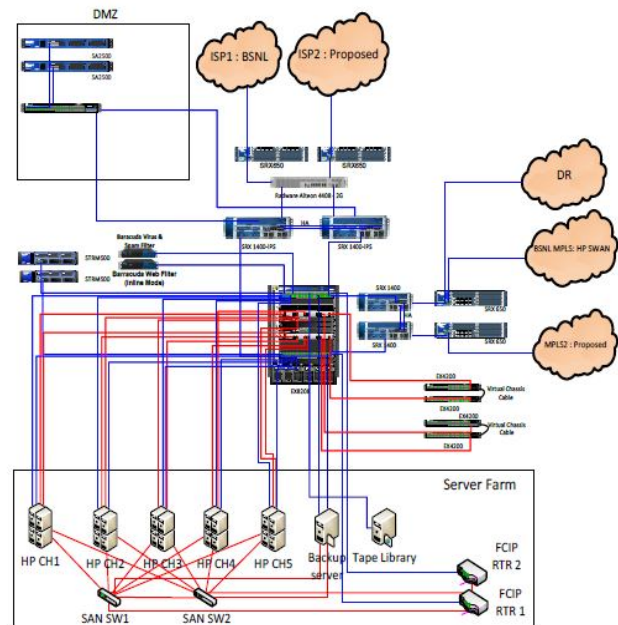 DMZ
SA2500
SA2500
ISP1 : BSNL
ISP2 : Proposed
SRX650
SRX650
Radware Alteon 4408 - 2G
HA
SRX 1400-IPS
SRX 1400-IPS
DR
BSNL MPLS: HP SWAN
MPLS2 : Proposed
STRM500
STRM500
Baracuda Virus &
Spam Filter
Barracuda Web Filter
(Inline Mode)
SRX 1400
HA
SRX 1400
SRX 650
SRX 650
EX8208
EX4200
Virtual Chassis
Cable
EX4200
EX4200
Virtual Chassis
Cable
EX4200
Server Farm
HP CH1
HP CH2
HP CH3
HP CH4
HP CH5
Backup
server
Tape Library
FCIP
RTR 2
FCIP
RTR 1
SAN SW1
SAN SW2